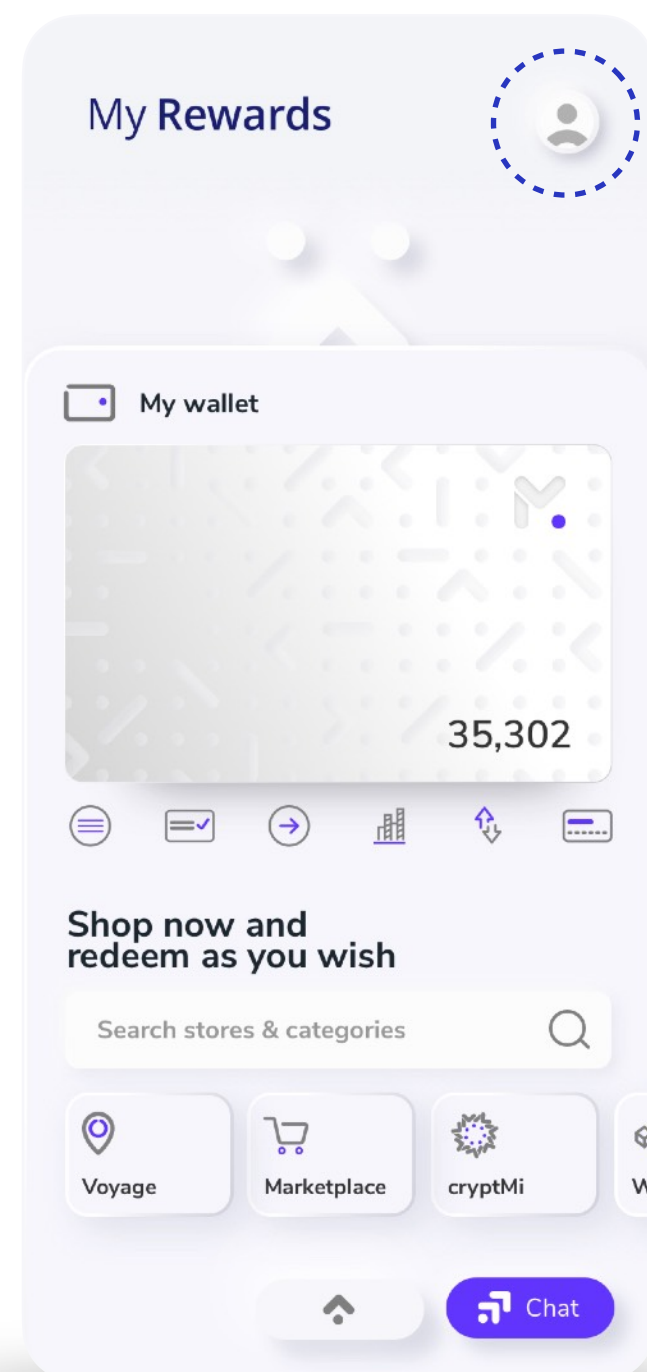 My Rewards
My wallet
35,302
Shop now and
redeem as you wish
Search stores & categories
Voyage
Marketplace
cryptMi
Chat